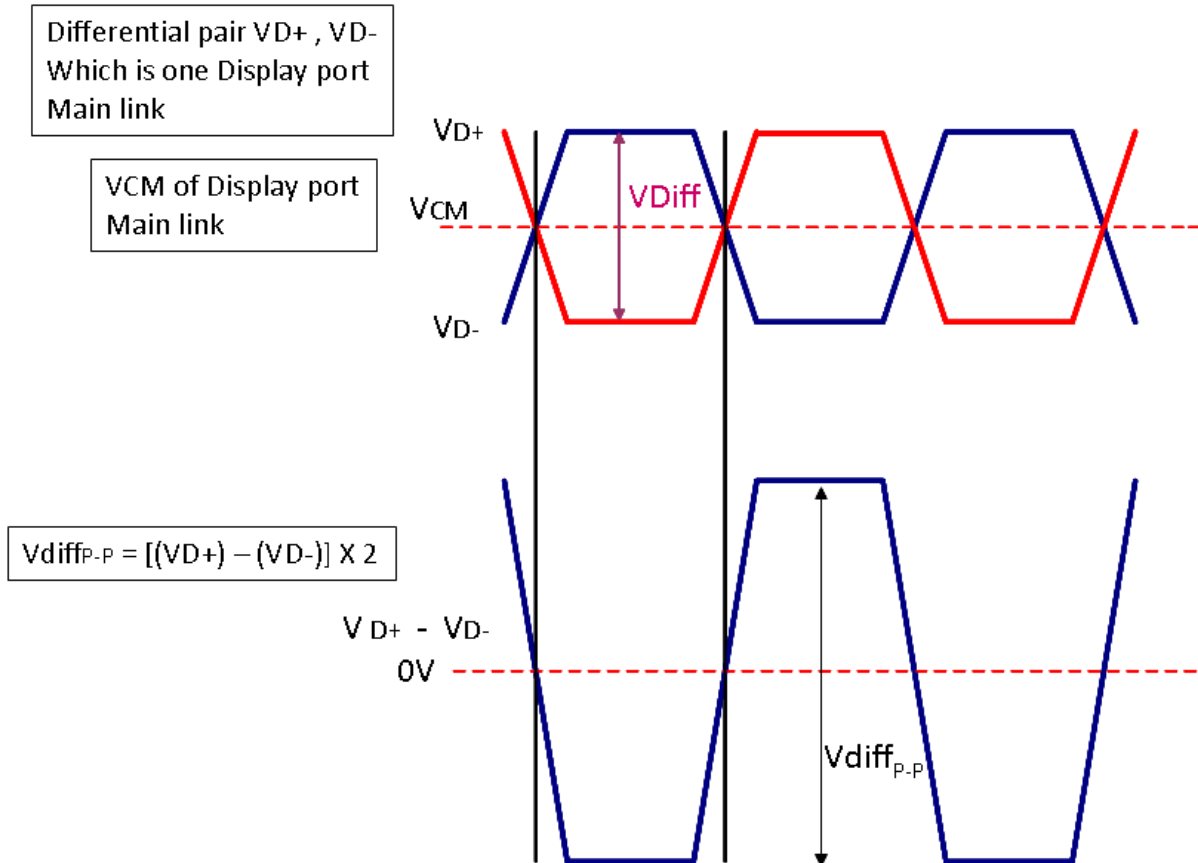 Differential pair VD+ , VD-
Which is one Display port
Main link
VCM of Display port
Main link
VD+
VDiff
VCM
VD-
VdiffP-P = [(VD+) – (VD-)] X 2
V D+ - VD-
0V
VdiffP-P